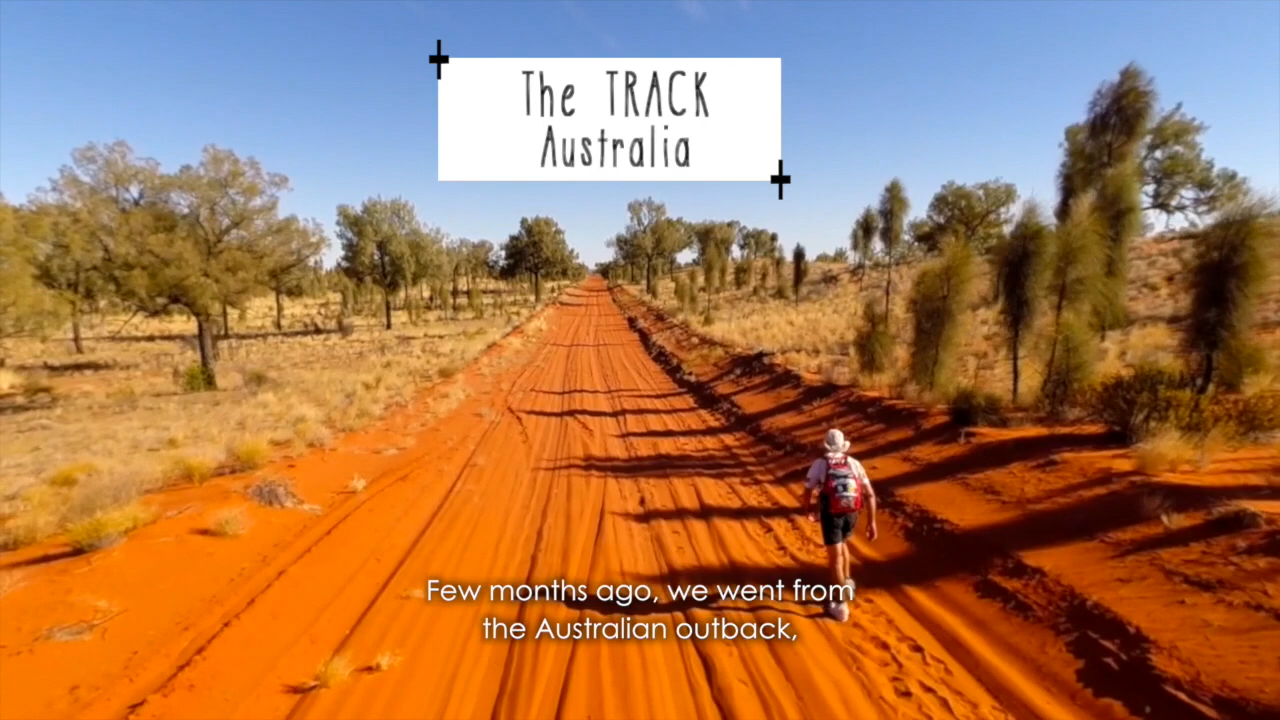 The TRACK
Australia
Few months ago, we went from
the Australian outback,